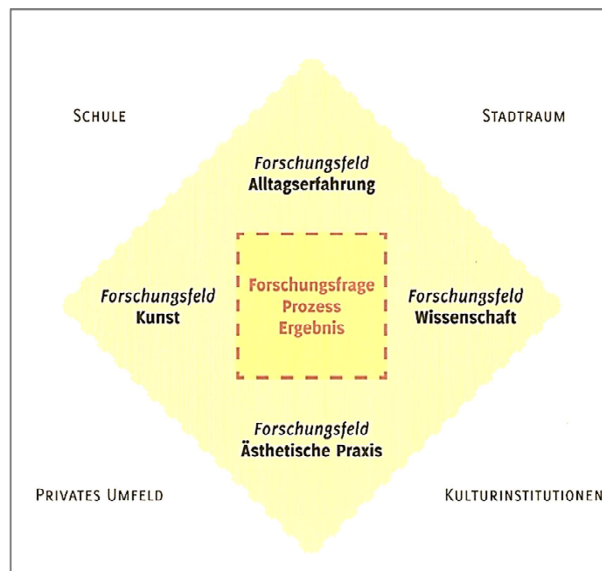 SCHULE
STADTRAUM
Forschungsfeld
Alltagserfahrung
Forschungsfrage
Prozess
Ergebnis
Forschungsfeld
Kunst
Forschungsfeld
Wissenschaft
Forschungsfeld
Ästhetische Praxis
PRIVATES UMFELD
KULTURINSTITUTIONEN